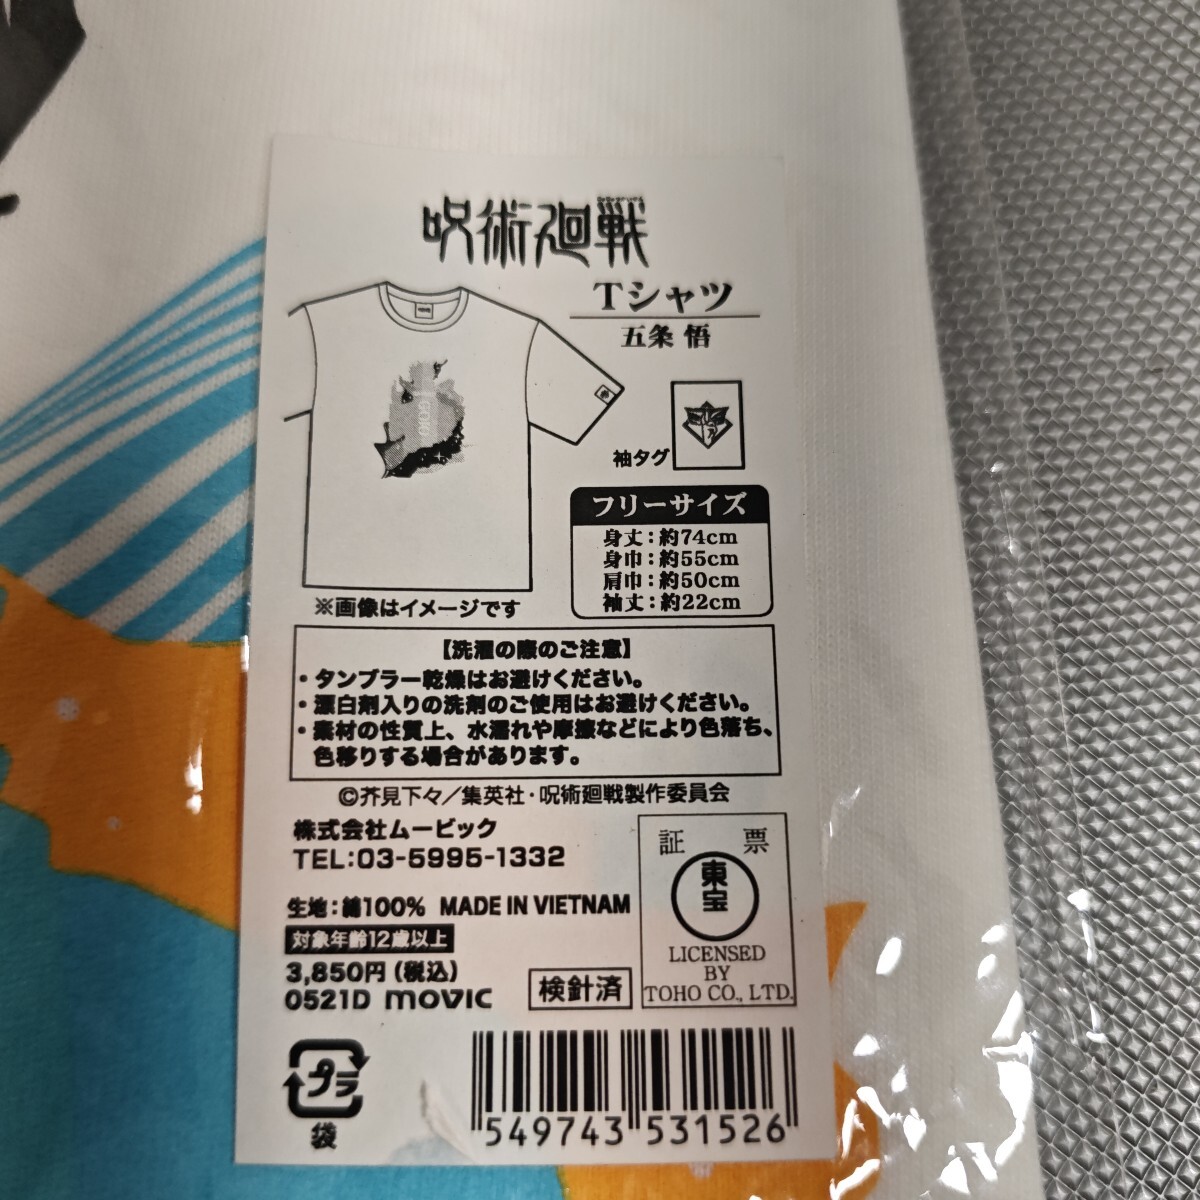 呪術廻戦
Tシャツ
五条 悟
GOJO
袖タグ
フリーサイズ
身丈：約74cm
身巾：約55cm
肩巾：約50cm
袖丈：約22cm
※画像はイメージです
【洗濯の際のご注意】
・タンブラー乾燥はお避けください。
・漂白剤入りの洗剤のご使用はお避けください。
・素材の性質上、水濡れや摩擦などにより色落ち、
色移りする場合があります。
©芥見下々／集英社・呪術廻戦製作委員会
株式会社ムービック
TEL:03-5995-1332
生地：綿100% MADE IN VIETNAM
対象年齢12歳以上
3,850円（税込）
0521D movic
検針済
証 票
東宝
LICENSED
BY
TOHO CO., LTD.
プラ
袋
549743 531526